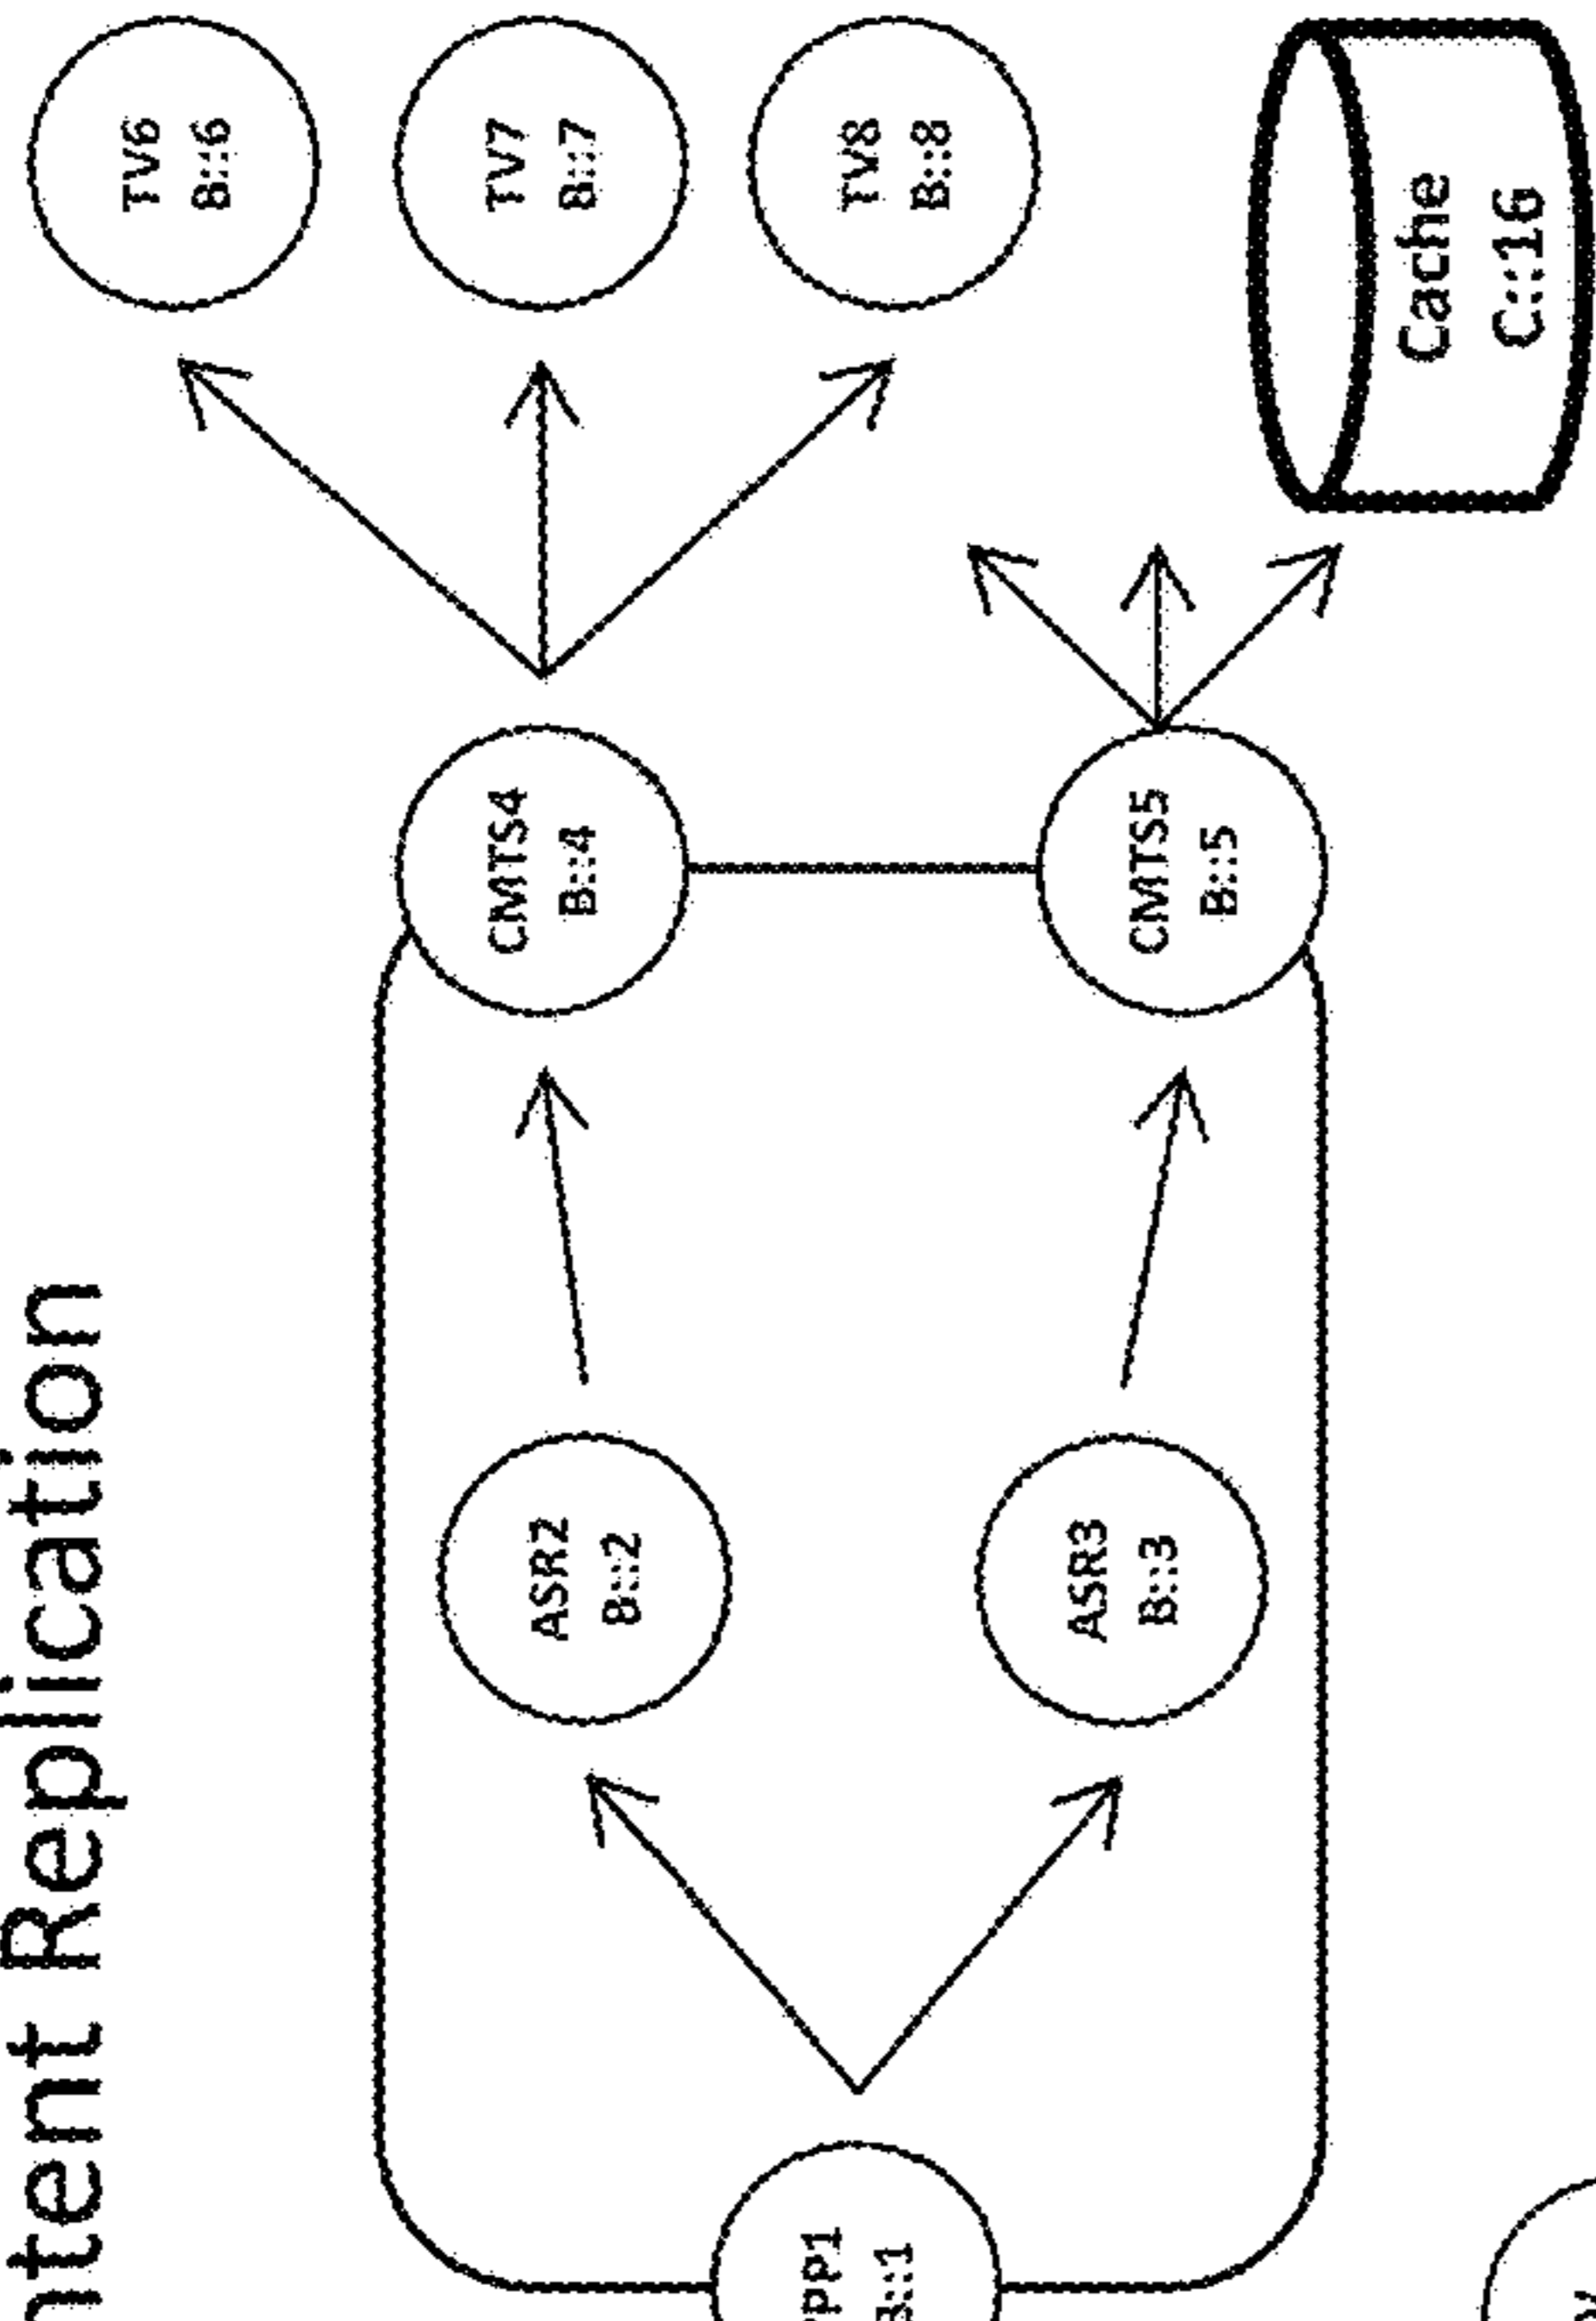 ntent Replication
TV6
B::6
TV7
B::7
TV8
B::8
Cache
C::16
CMTS4
B::4
CMTS5
B::5
ASR2
B::2
ASR3
B::3
pp1
B::1